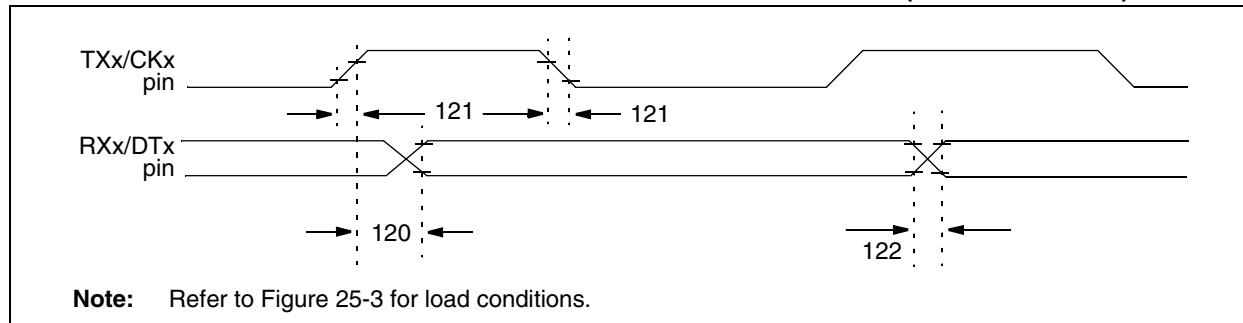 TXx/CKx
pin
121
121
RXx/DTx
pin
120
122
Note: Refer to Figure 25-3 for load conditions.